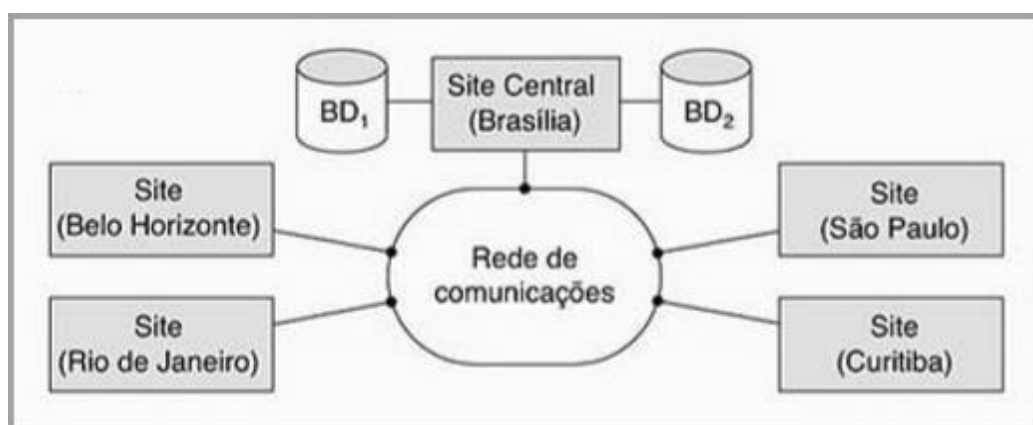 BD1
Site Central
(Brasília)
BD2
Site
(Belo Horizonte)
Site
(São Paulo)
Rede de
comunicações
Site
(Rio de Janeiro)
Site
(Curitiba)